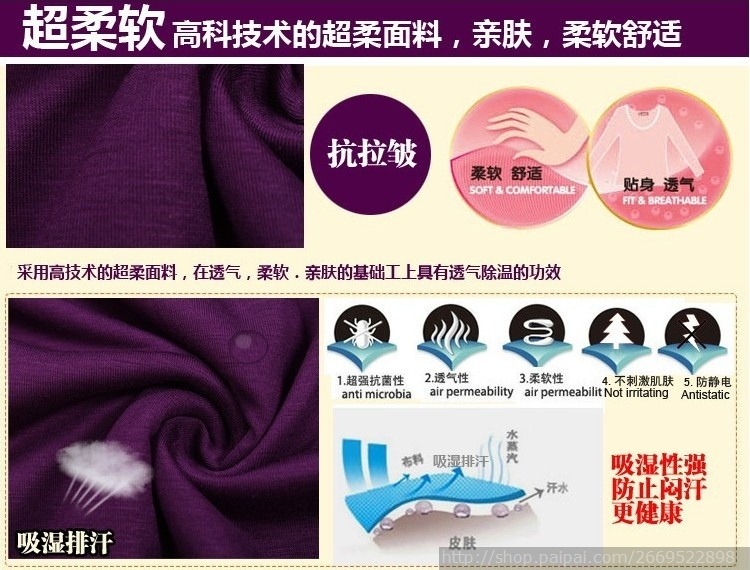 超柔软 高科技术的超柔面料，亲肤，柔软舒适
抗拉皱
柔软 舒适
SOFT & COMFORTABLE
贴身 透气
FIT & BREATHABLE
采用高技术的超柔面料，在透气，柔软．亲肤的基础工上具有透气除温的功效
1.超强抗菌性
anti microbia
2.透气性
air permeability
3.柔软性
air permeabilit
4. 不刺激肌肤
Not irritating
5. 防静电
Antistatic
布料
吸湿排汗
水蒸汽
汗水
皮肤
吸湿性强
防止闷汗
更健康
吸湿排汗
http://shop.paipai.com/2669522898